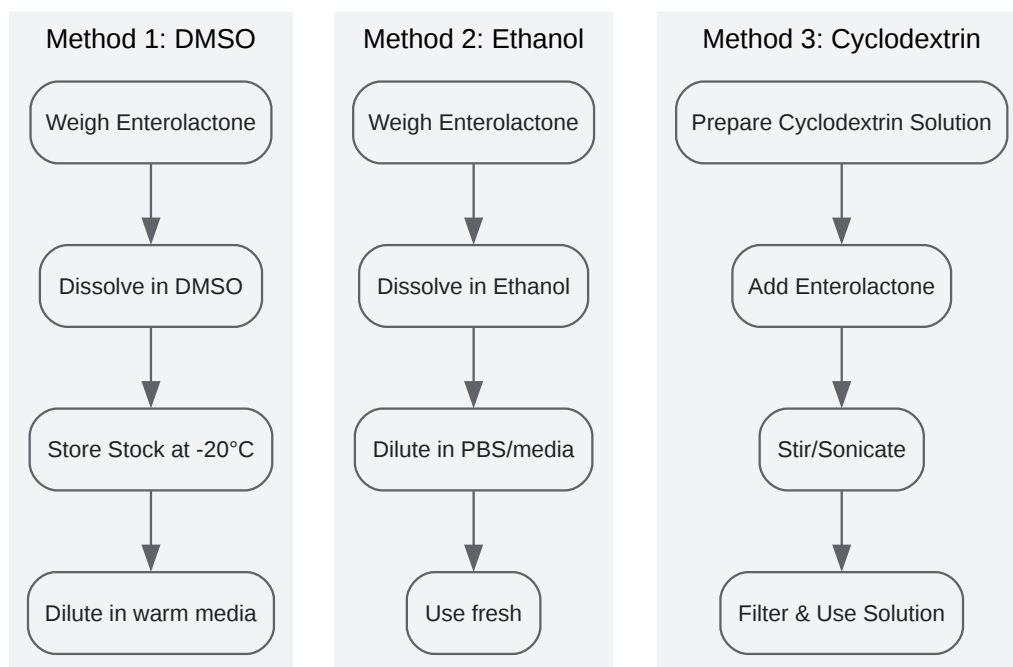 Method 1: DMSO
Weigh Enterolactone
Dissolve in DMSO
Store Stock at -20°C
Dilute in warm media
Method 2: Ethanol
Weigh Enterolactone
Dissolve in Ethanol
Dilute in PBS/media
Use fresh
Method 3: Cyclodextrin
Prepare Cyclodextrin Solution
Add Enterolactone
Stir/Sonicate
Filter & Use Solution